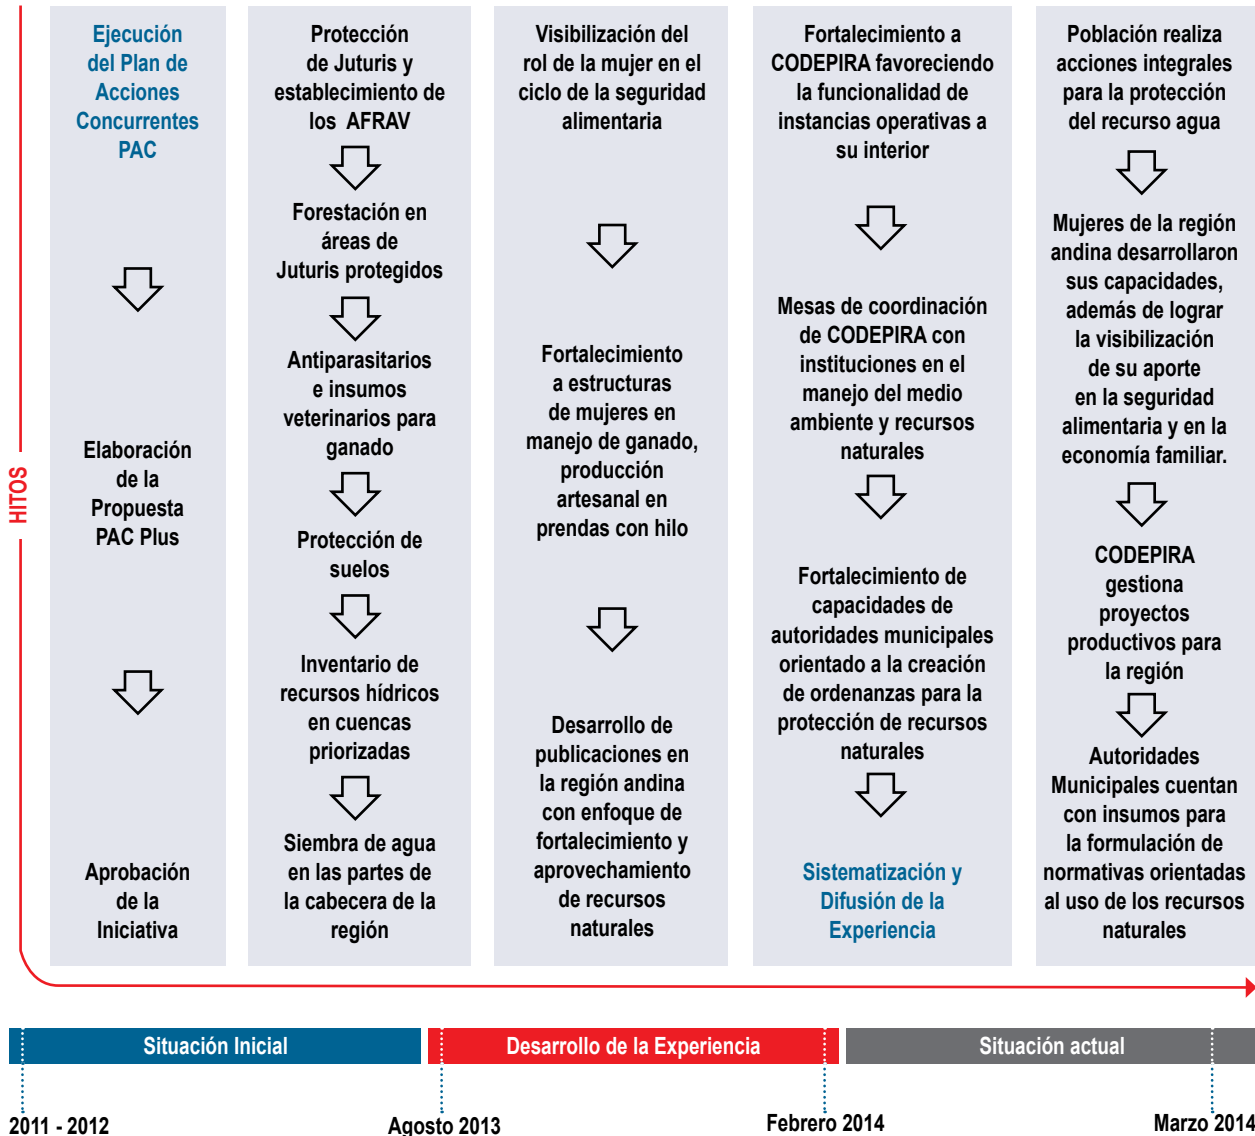 HITOS
Ejecución
del Plan de
Acciones
Concurrentes
PAC
Elaboración
de la
Propuesta
PAC Plus
Aprobación
de la
Iniciativa
Protección
de Juturis y
establecimiento de
los AFRAV
Forestación en
áreas de
Juturis protegidos
Antiparasitarios
e insumos
veterinarios para
ganado
Protección de
suelos
Inventario de
recursos hídricos
en cuencas
priorizadas
Siembra de agua
en las partes de
la cabecera de la
región
Visibilización del
rol de la mujer en el
ciclo de la seguridad
alimentaria
Fortalecimiento
a estructuras
de mujeres en
manejo de ganado,
producción
artesanal en
prendas con hilo
Desarrollo de
publicaciones en
la región andina
con enfoque de
fortalecimiento y
aprovechamiento
de recursos
naturales
Fortalecimiento a
CODEPIRA favoreciendo
la funcionalidad de
instancias operativas a
su interior
Mesas de coordinación
de CODEPIRA con
instituciones en el
manejo del medio
ambiente y recursos
naturales
Fortalecimiento de
capacidades de
autoridades municipales
orientado a la creación
de ordenanzas para la
protección de recursos
naturales
Sistematización y
Difusión de la
Experiencia
Población realiza
acciones integrales
para la protección
del recurso agua
Mujeres de la región
andina desarrollaron
sus capacidades,
además de lograr
la visibilización
de su aporte
en la seguridad
alimentaria y en la
economía familiar.
CODEPIRA
gestiona
proyectos
productivos para
la región
Autoridades
Municipales cuentan
con insumos para
la formulación de
normativas orientadas
al uso de los recursos
naturales
Situación Inicial
Desarrollo de la Experiencia
Situación actual
2011 - 2012
Agosto 2013
Febrero 2014
Marzo 2014